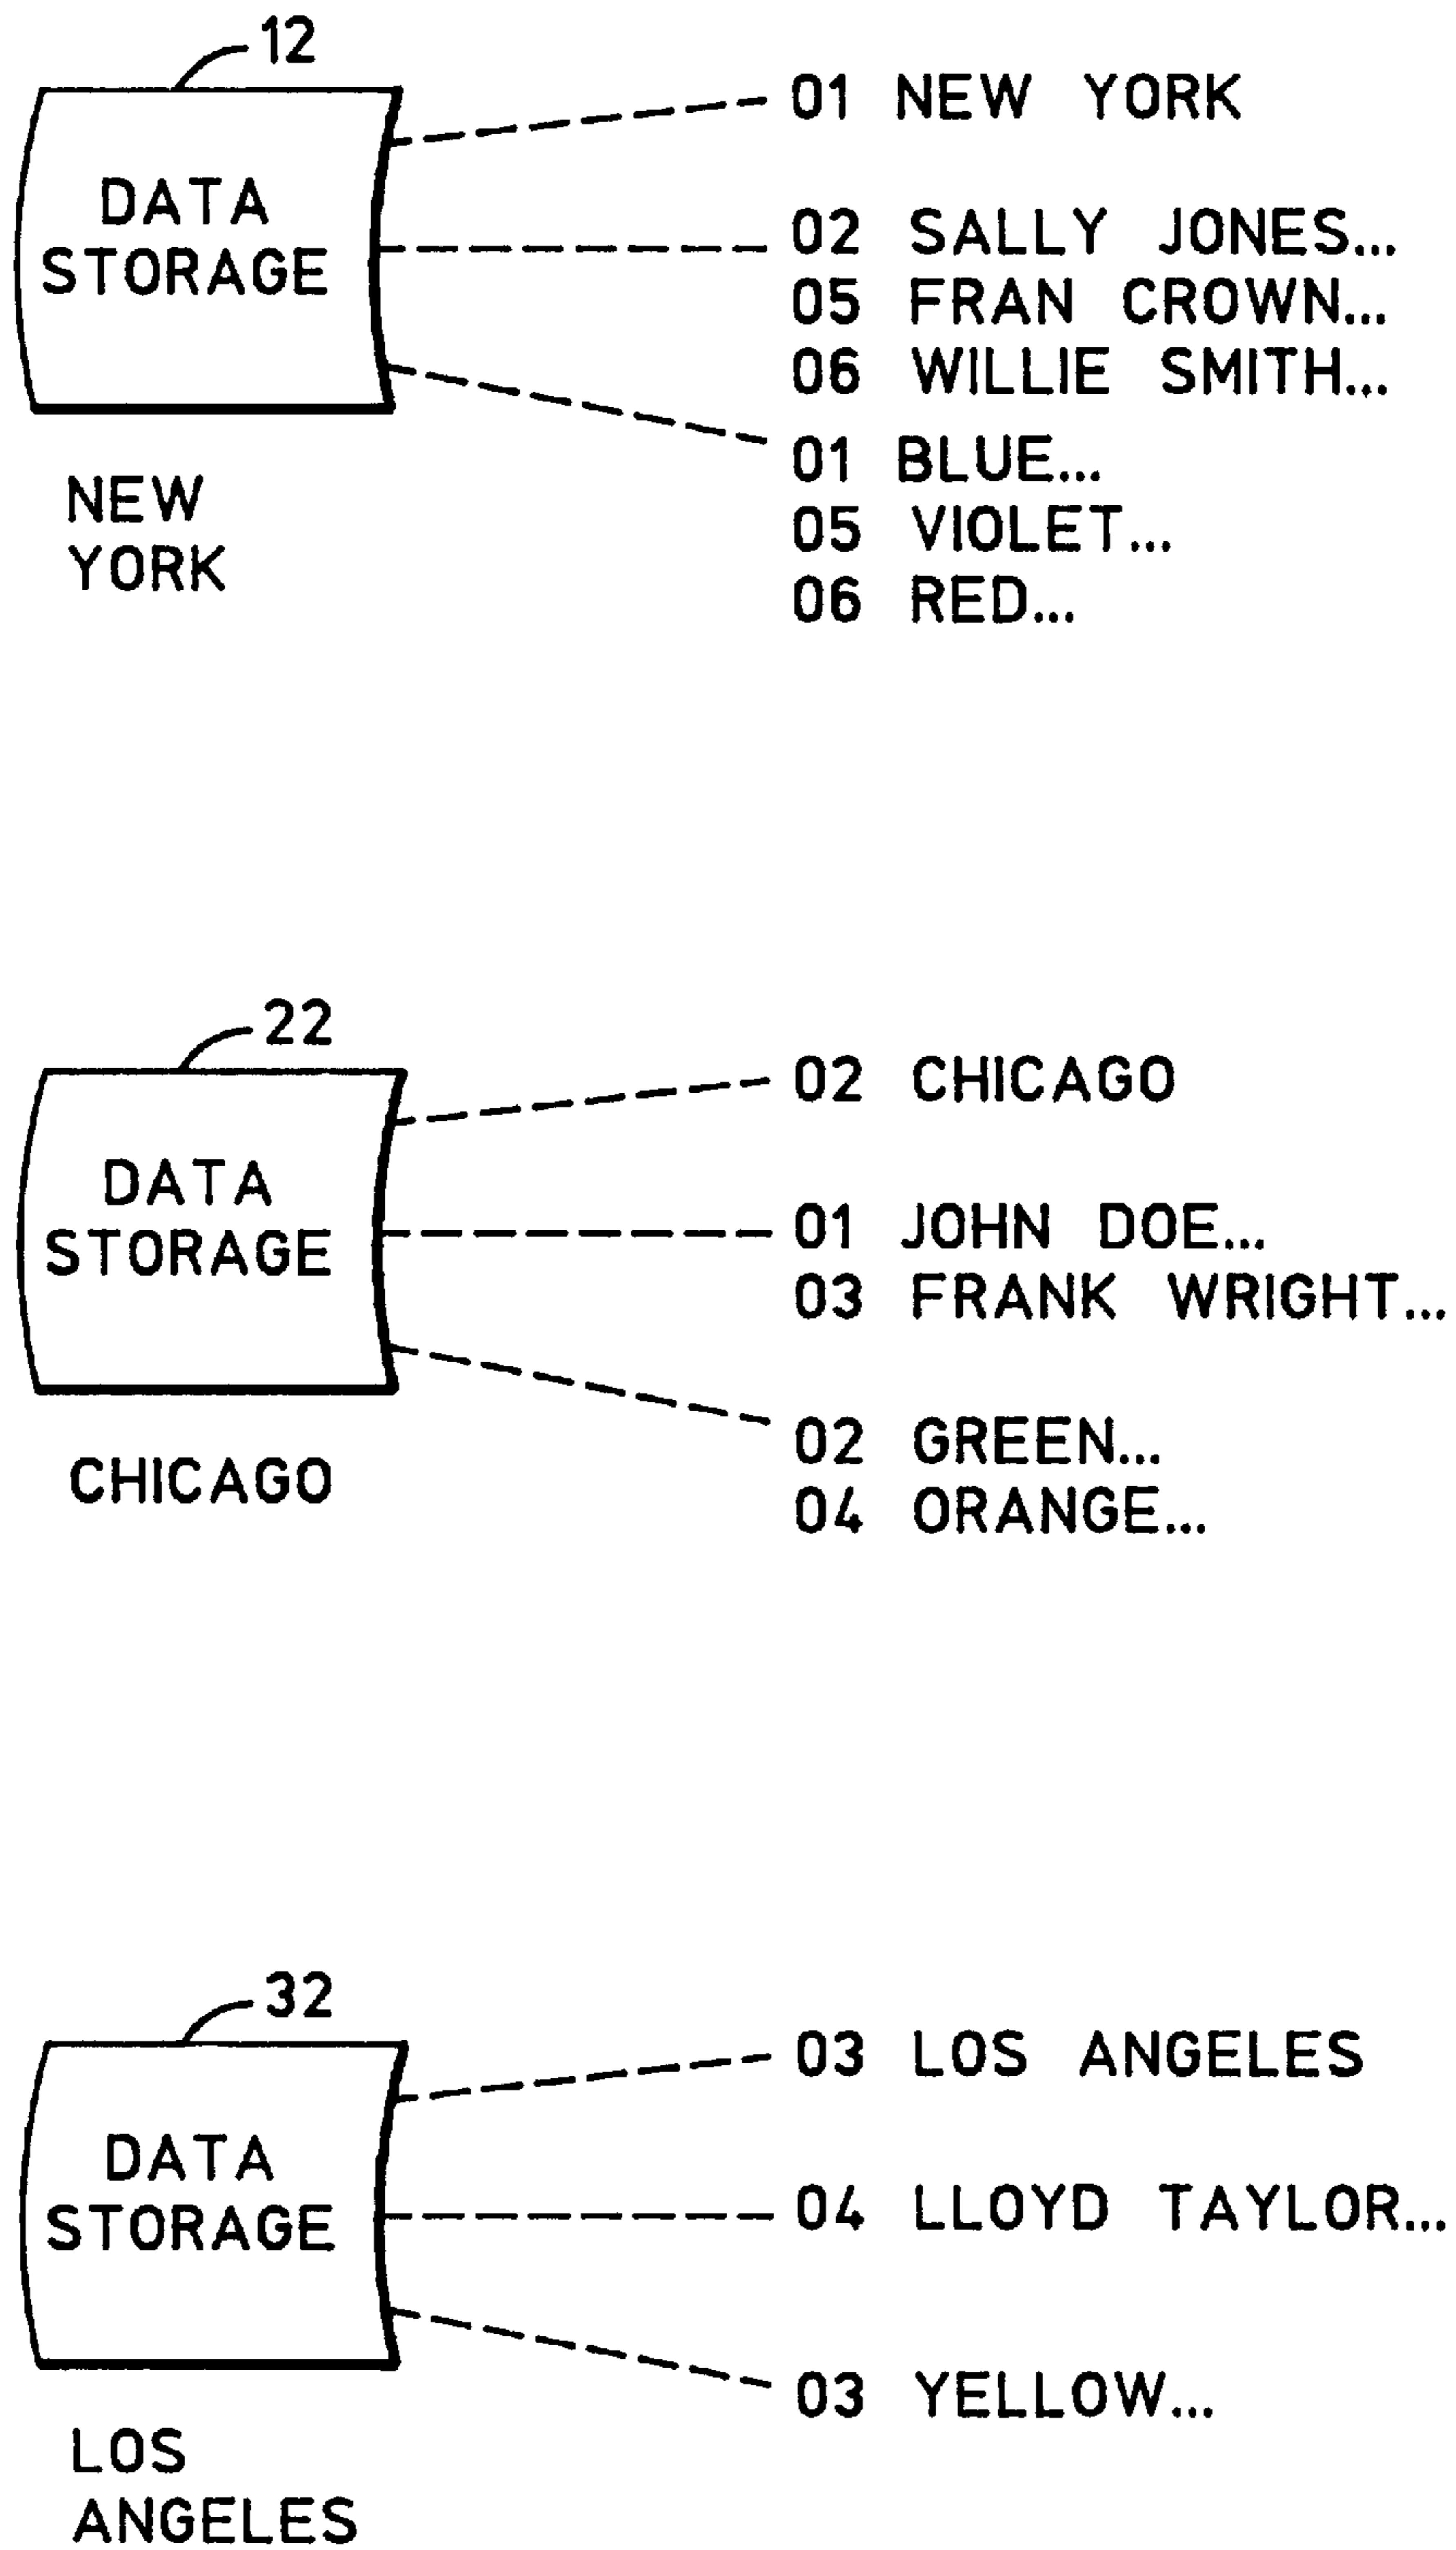 12
DATA
STORAGE
NEW
YORK
01 NEW YORK
02 SALLY JONES...
05 FRAN CROWN...
06 WILLIE SMITH...
01 BLUE...
05 VIOLET...
06 RED...
22
DATA
STORAGE
CHICAGO
02 CHICAGO
01 JOHN DOE...
03 FRANK WRIGHT...
02 GREEN...
04 ORANGE...
32
DATA
STORAGE
LOS
ANGELES
03 LOS ANGELES
04 LLOYD TAYLOR...
03 YELLOW...